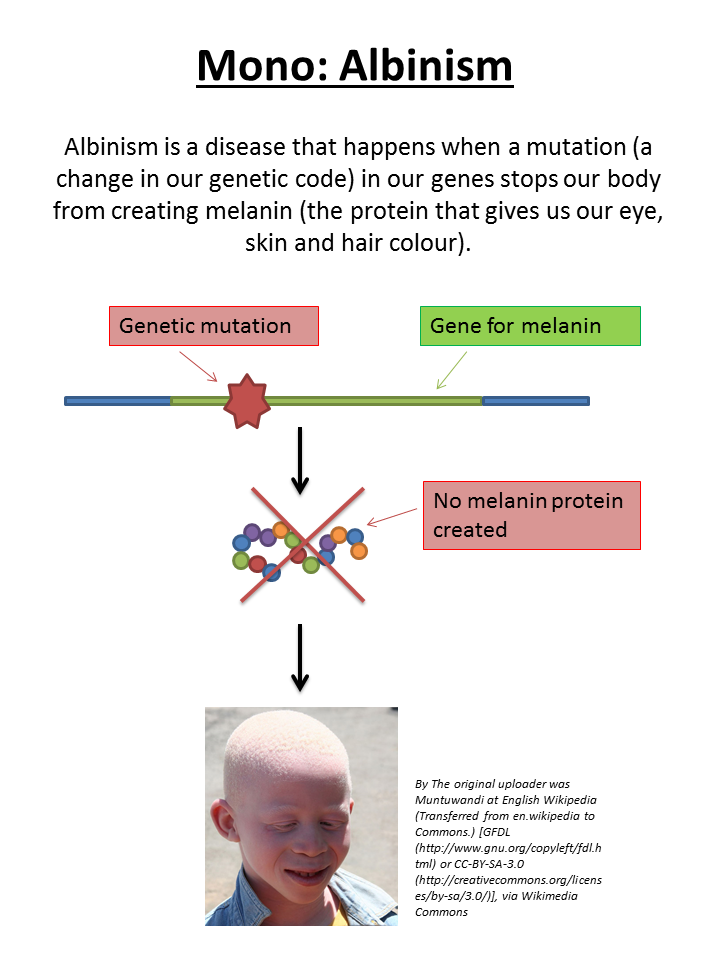 Mono: Albinism
Albinism is a disease that happens when a mutation (a
change in our genetic code) in our genes stops our body
from creating melanin (the protein that gives us our eye,
skin and hair colour).
Genetic mutation
Gene for melanin
No melanin protein
created
By The original uploader was
Muntuwandi at English Wikipedia
(Transferred from en.wikipedia to
Commons.) [GFDL
(http://www.gnu.org/copyleft/fdl.h
tml) or CC-BY-SA-3.0
(http://creativecommons.org/licens
es/by-sa/3.0/)], via Wikimedia
Commons